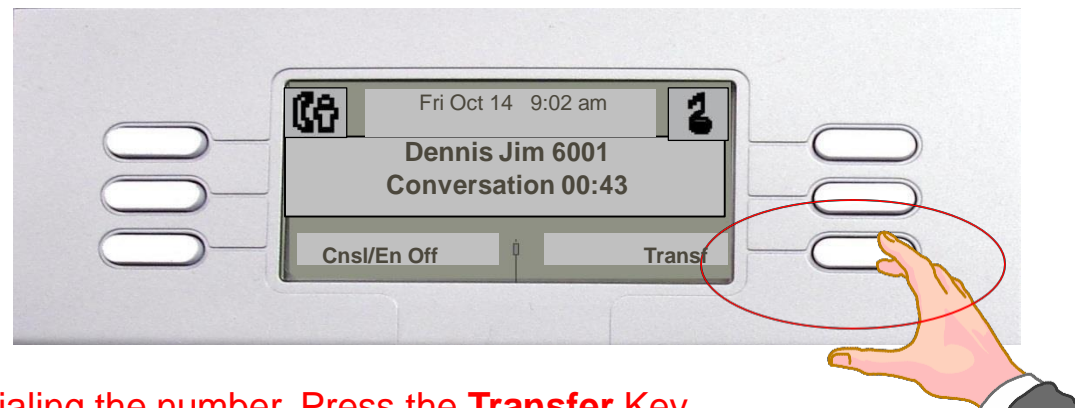 Fri Oct 14 9:02 am
Dennis Jim 6001
Conversation 00:43
Cnsl/En Off Transf
ialing the number, Press the Transfer Key